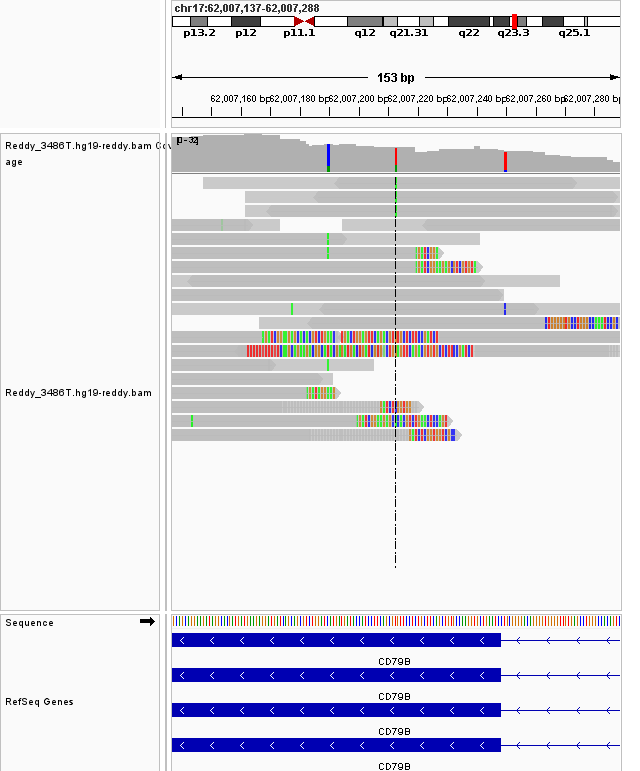 chr17:62,007,137-62,007,288
p13.2 p12 p11.1 q12 q21.31 q22 q23.3 q25.1
153 bp
62,007,160 bp 62,007,180 bp 62,007,200 bp 62,007,220 bp 62,007,240 bp 62,007,260 bp 62,007,280 bp
Reddy_3486T.hg19-reddy.bam Cov
age
[0 - 32]
Reddy_3486T.hg19-reddy.bam
Sequence
RefSeq Genes
CD79B
CD79B
CD79B
CD79B